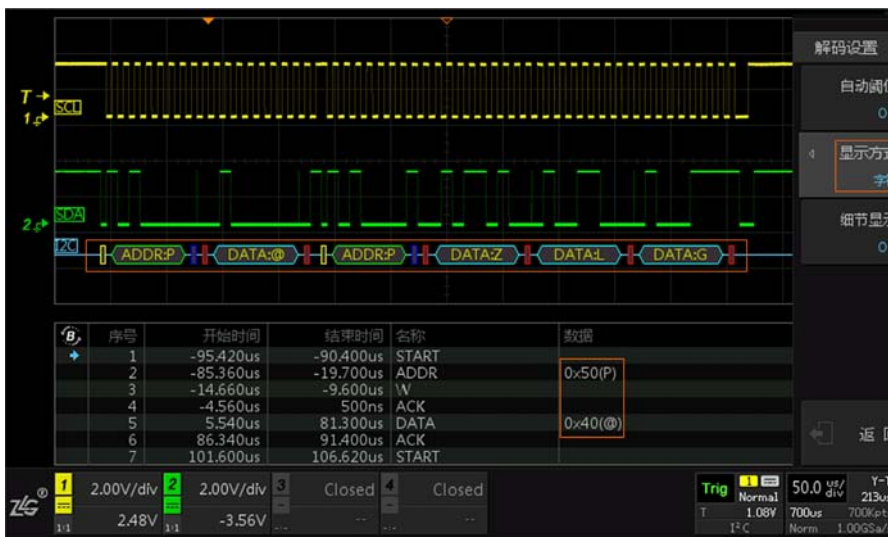 解码设置
自动阈值
T
SCL
1
显示方式
字符
SDA
2
细节显示
I2C
ADDR:P DATA:@ ADDR:P DATA:Z DATA:L DATA:G
B 序号 开始时间 结束时间 名称 数据
1 -95.420us -90.400us START
2 -85.360us -19.700us ADDR 0x50(P)
3 -14.660us -9.600us W
4 -4.560us 500ns ACK
5 5.540us 81.300us DATA 0x40(@)
6 86.340us 91.400us ACK
7 101.600us 106.620us START
返回
ZLG®
1 2.00V/div 2 2.00V/div 3 Closed 4 Closed
1:1 2.48V 1:1 -3.56V -- --
Trig 1 Normal 50.0 us/div Y-T
213us
T 1.08V 700us 700Kpt
I²C Norm 1.00GSa/